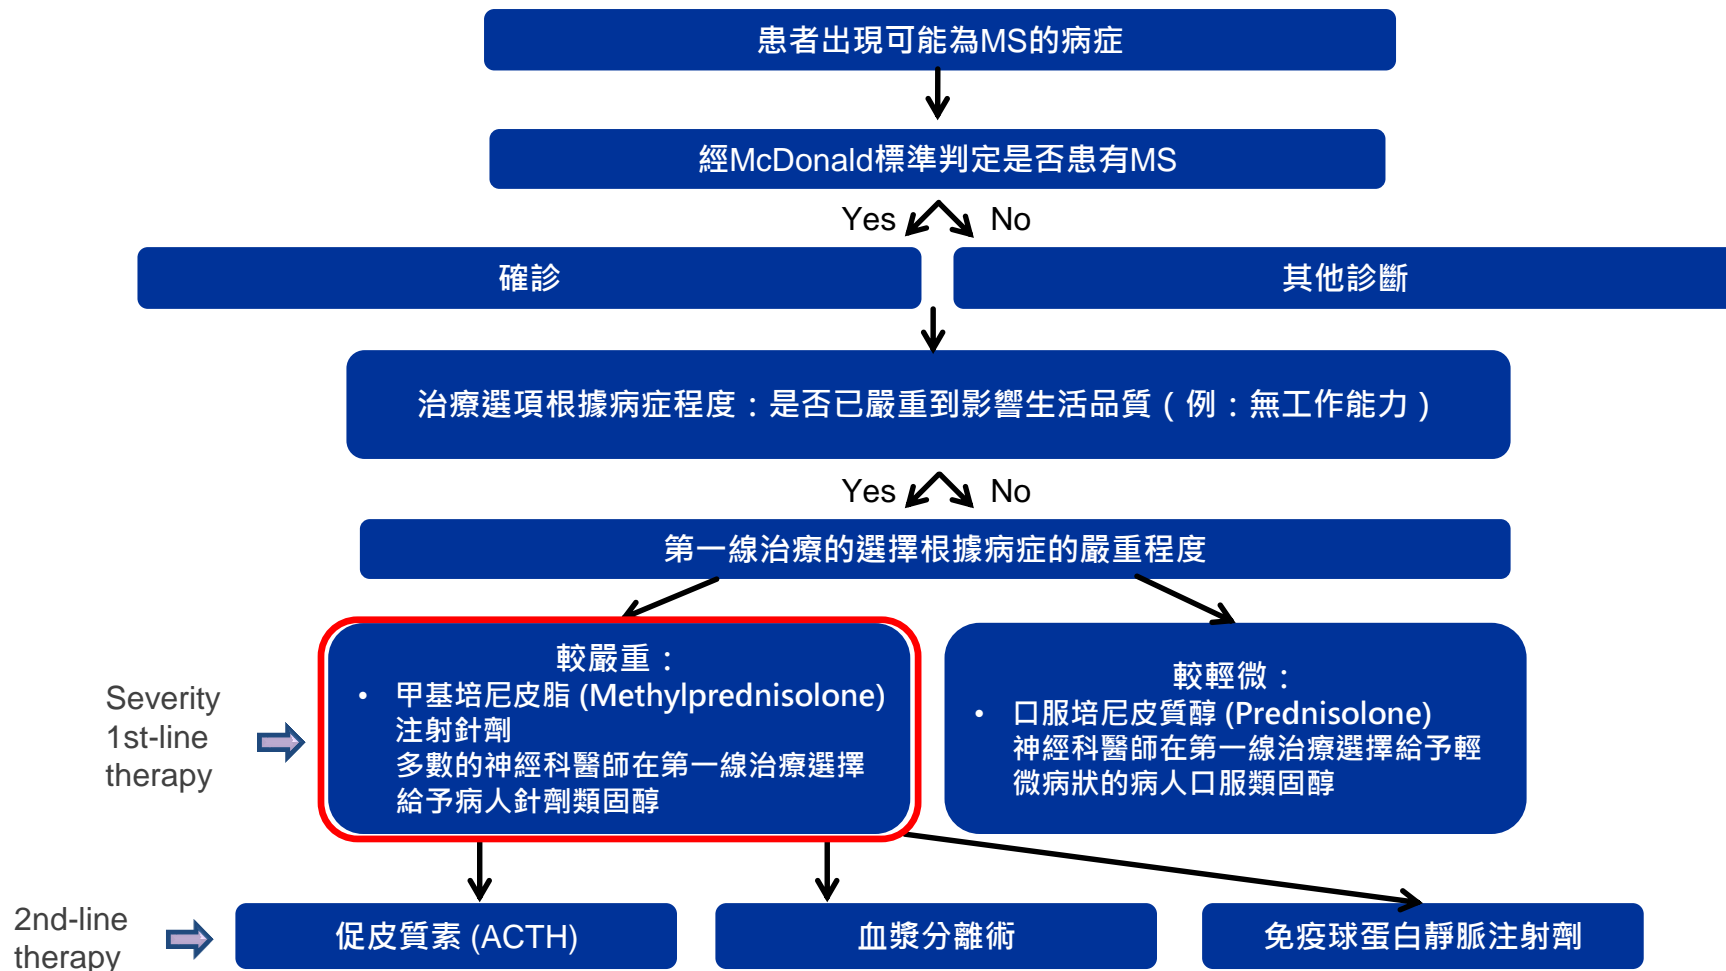 患者出現可能為MS的病症
經McDonald標準判定是否患有MS
Yes No
確診
其他診斷
治療選項根據病症程度：是否已嚴重到影響生活品質（例：無工作能力）
Yes No
第一線治療的選擇根據病症的嚴重程度
Severity
1st-line
therapy
較嚴重：
• 甲基培尼皮脂 (Methylprednisolone)
注射針劑
多數的神經科醫師在第一線治療選擇
給予病人針劑類固醇
較輕微：
• 口服培尼皮質醇 (Prednisolone)
神經科醫師在第一線治療選擇給予輕
微病狀的病人口服類固醇
2nd-line
therapy
促皮質素 (ACTH)
血漿分離術
免疫球蛋白靜脈注射劑